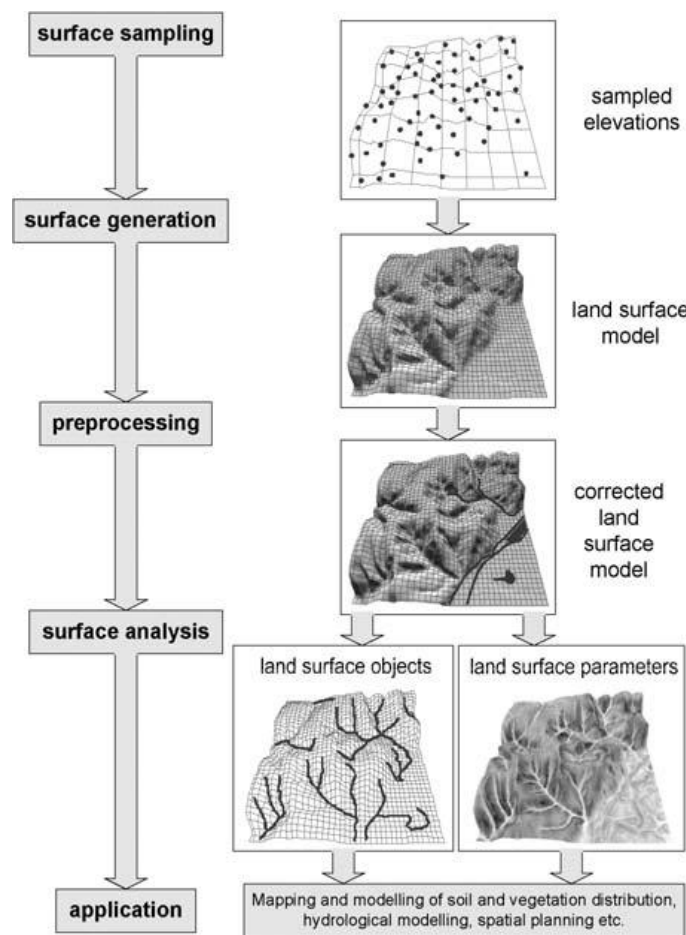 surface sampling
sampled
elevations
surface generation
land surface
model
preprocessing
corrected
land
surface
model
surface analysis
land surface objects
land surface parameters
application
Mapping and modelling of soil and vegetation distribution,
hydrological modelling, spatial planning etc.